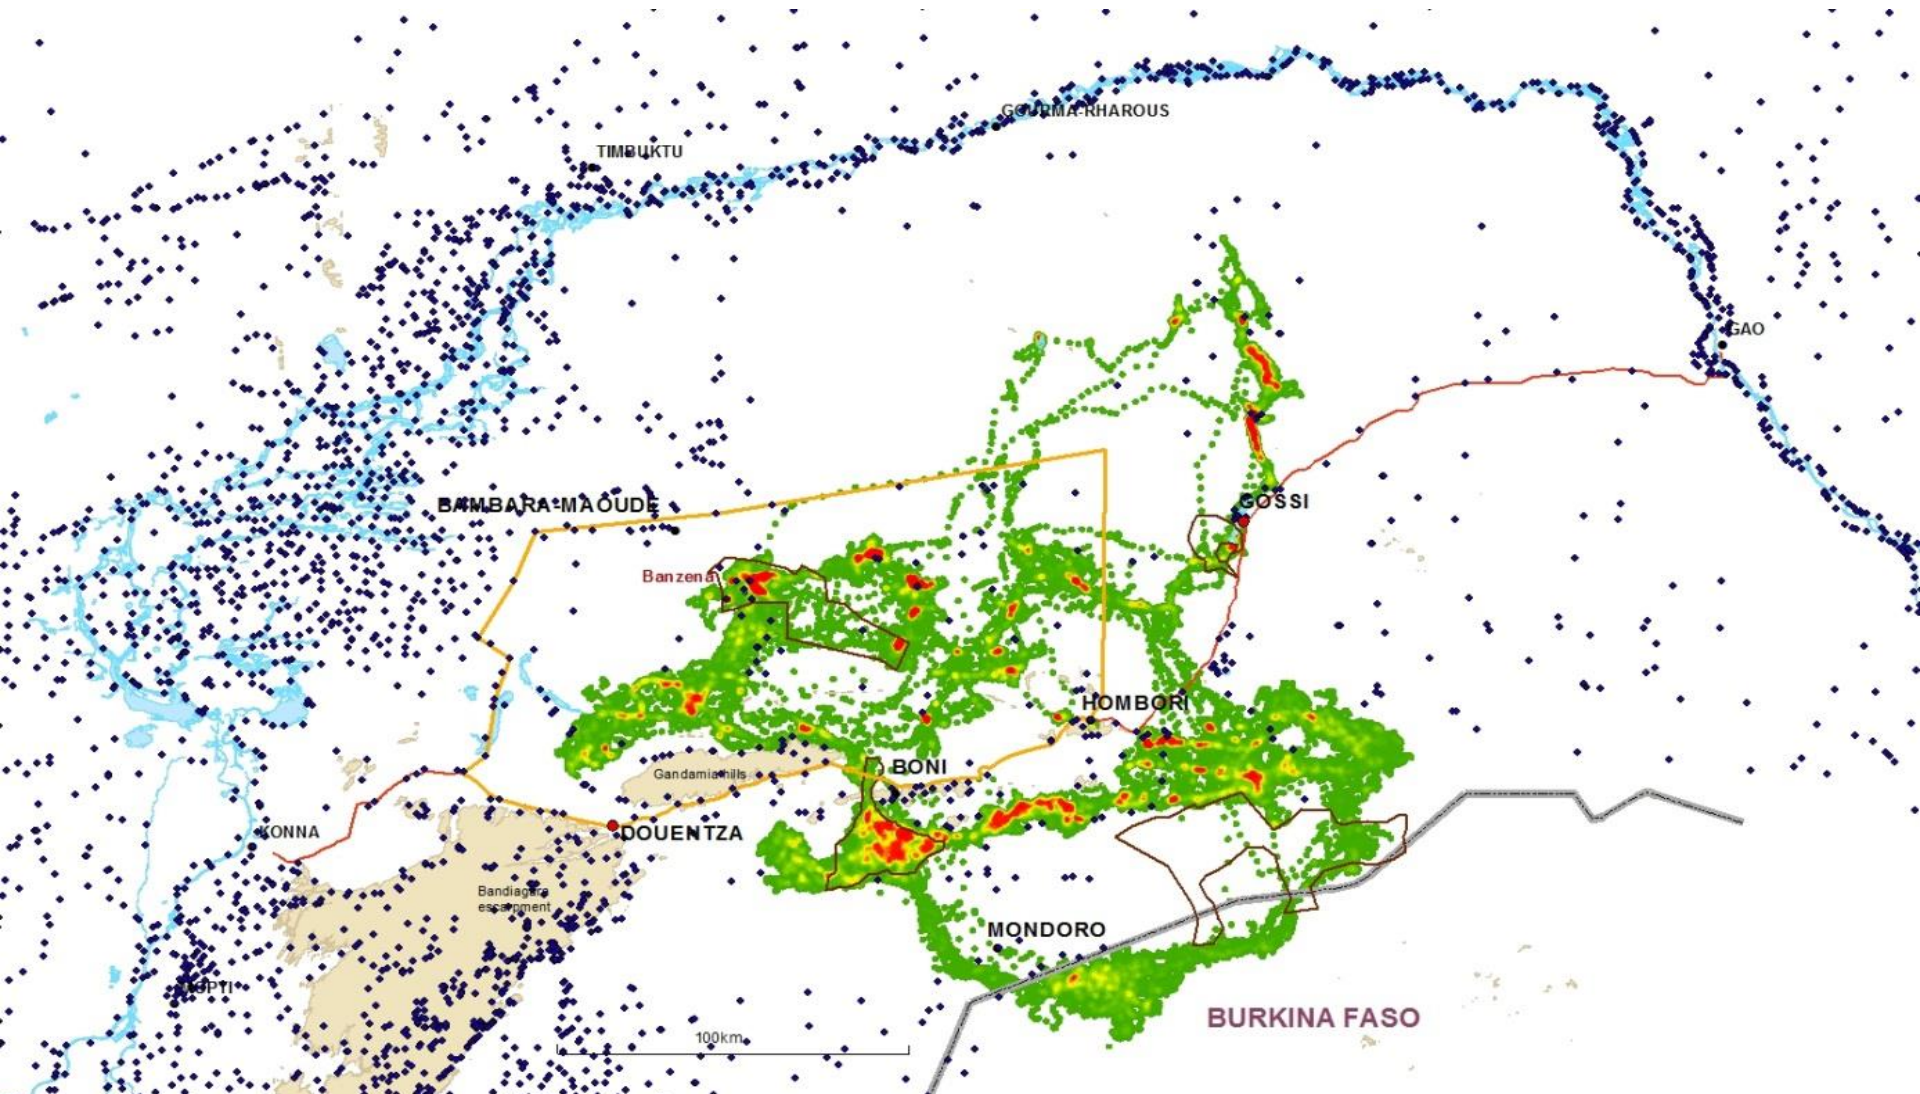 GOURMA-RHAROUS
TIMBUKTU
GAO
BAMBARA-MAOUDE
GOSSI
Banzena
HOMBORI
BONI
Gandamia hills
KONNA
DOUENTZA
Bandiagara
escarpment
MONDORO
MOPTI
BURKINA FASO
100km